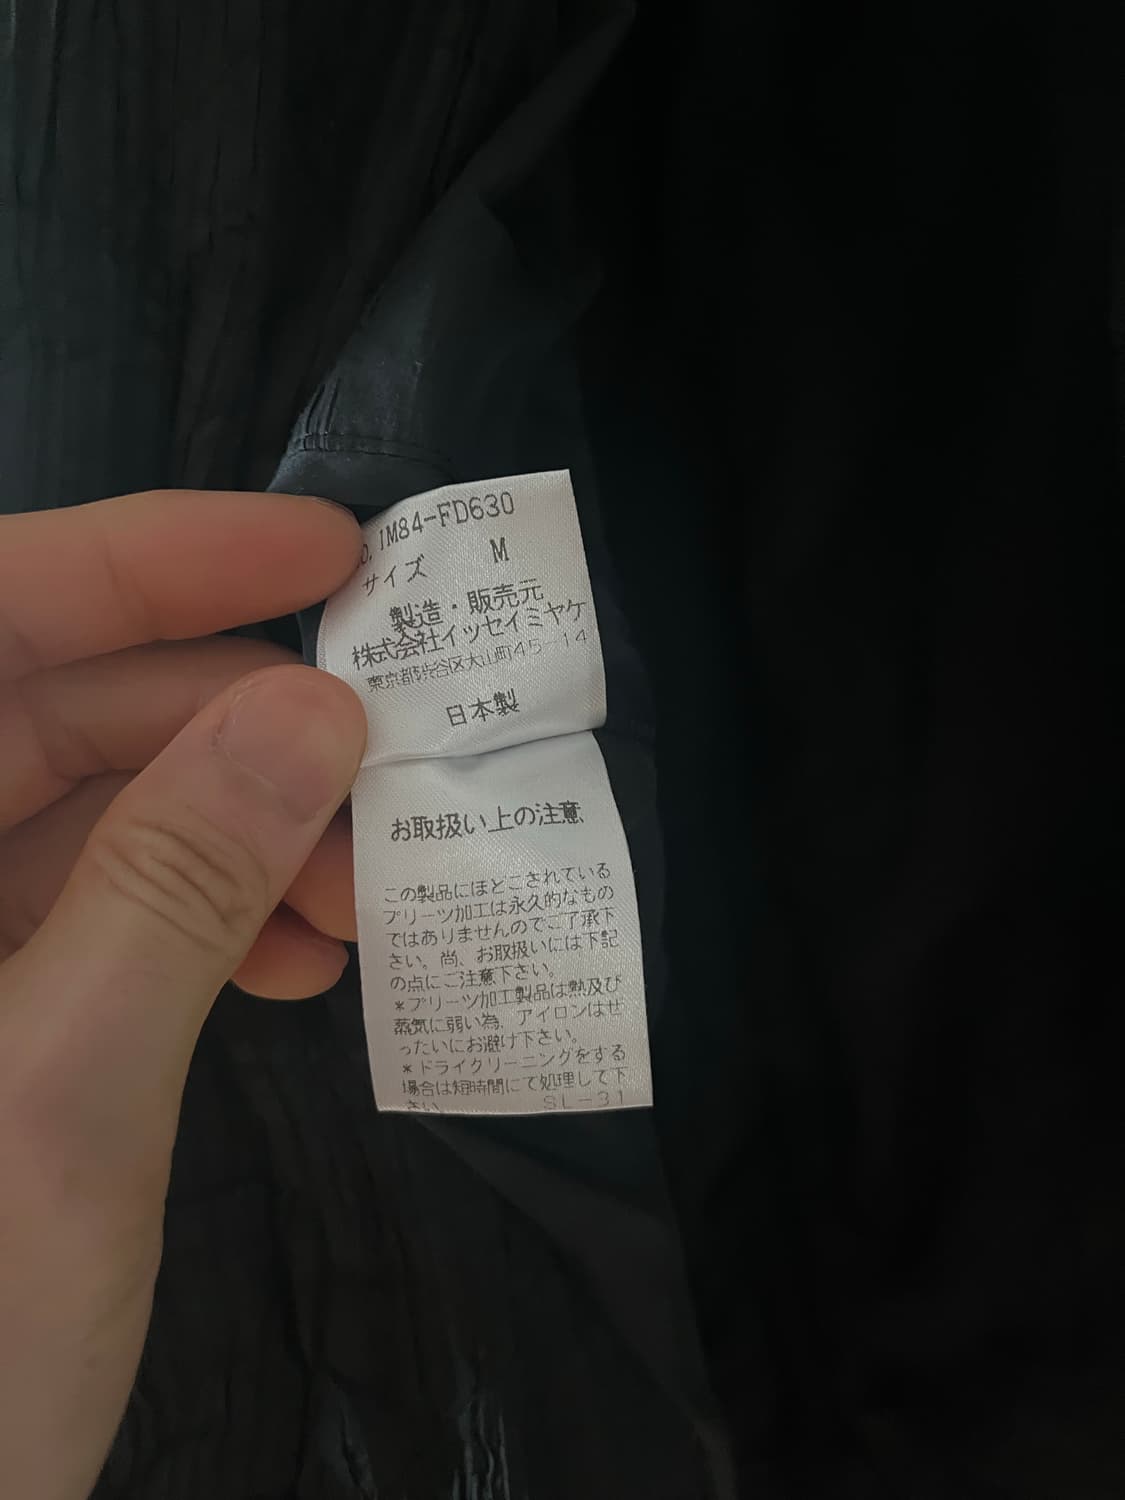 o. 1M84-FD630
サイズ M
製造・販売元
株式会社イッセイミヤケ
東京都渋谷区大山町45-14
日本製
お取扱い上の注意
この製品にほどこされている
プリーツ加工は永久的なもの
ではありませんのでご了承下
さい。尚、お取扱いには下記
の点にご注意下さい。
*プリーツ加工製品は熱及び
蒸気に弱い為、アイロンはぜ
ったいにお避け下さい。
*ドライクリーニングをする
場合は短時間にて処理して下
さい。 SL-31